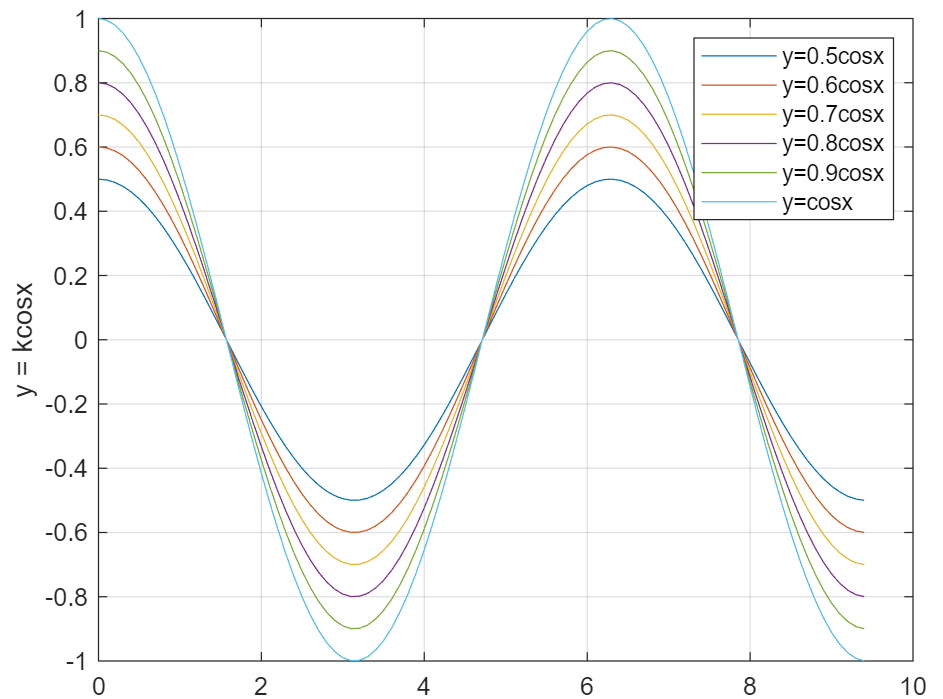 1
0.8
0.6
0.4
0.2
0
-0.2
-0.4
-0.6
-0.8
-1
y = kcosx
y=0.5cosx
y=0.6cosx
y=0.7cosx
y=0.8cosx
y=0.9cosx
y=cosx
0 2 4 6 8 10